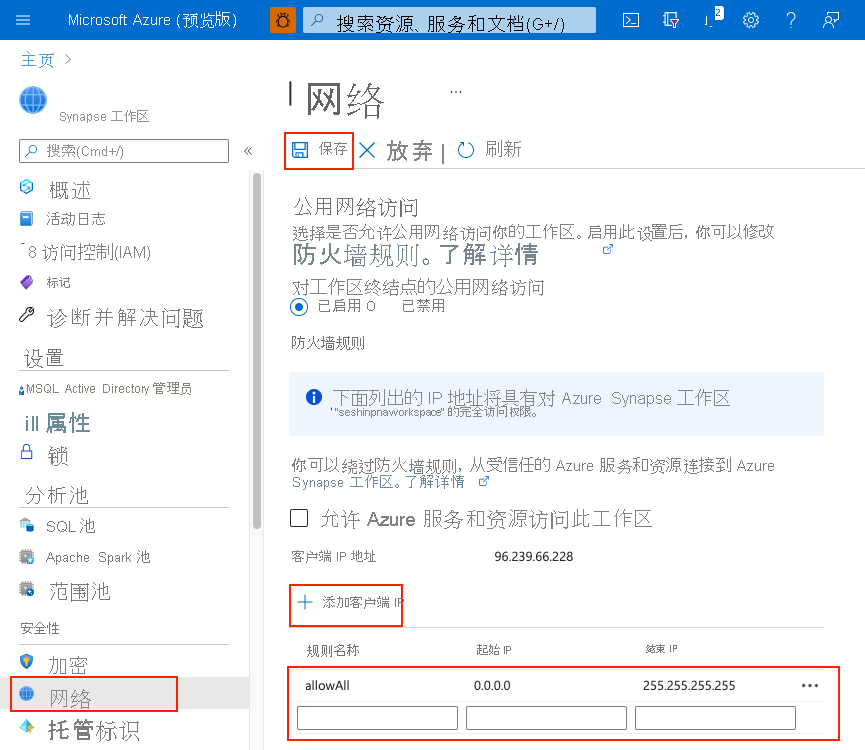 Microsoft Azure (预览版)
搜索资源、服务和文档(G+/)
2
主页 >
网络
...
Synapse 工作区
搜索(Cmd+/)
«
保存
放弃 |
刷新
概述
活动日志
8 访问控制(IAM)
标记
诊断并解决问题
设置
MSQL Active Directory 管理员
ill 属性
锁
分析池
SQL 池
Apache Spark 池
范围池
安全性
加密
网络
托管标识
公用网络访问
选择是否允许公用网络访问你的工作区。启用此设置后, 你可以修改
防火墙规则。了解详情
对工作区终结点的公用网络访问
已启用 O 已禁用
防火墙规则
下面列出的 IP 地址将具有对 Azure Synapse 工作区
'"seshinpnaworkspace" 的完全访问权限。
你可以绕过防火墙规则, 从受信任的 Azure 服务和资源连接到 Azure
Synapse 工作区。了解详情
允许 Azure 服务和资源访问此工作区
客户端 IP 地址
96.239.66.228
添加客户端 IP
规则名称
起始 IP
结束 IP
allowAll
0.0.0.0
255.255.255.255
...